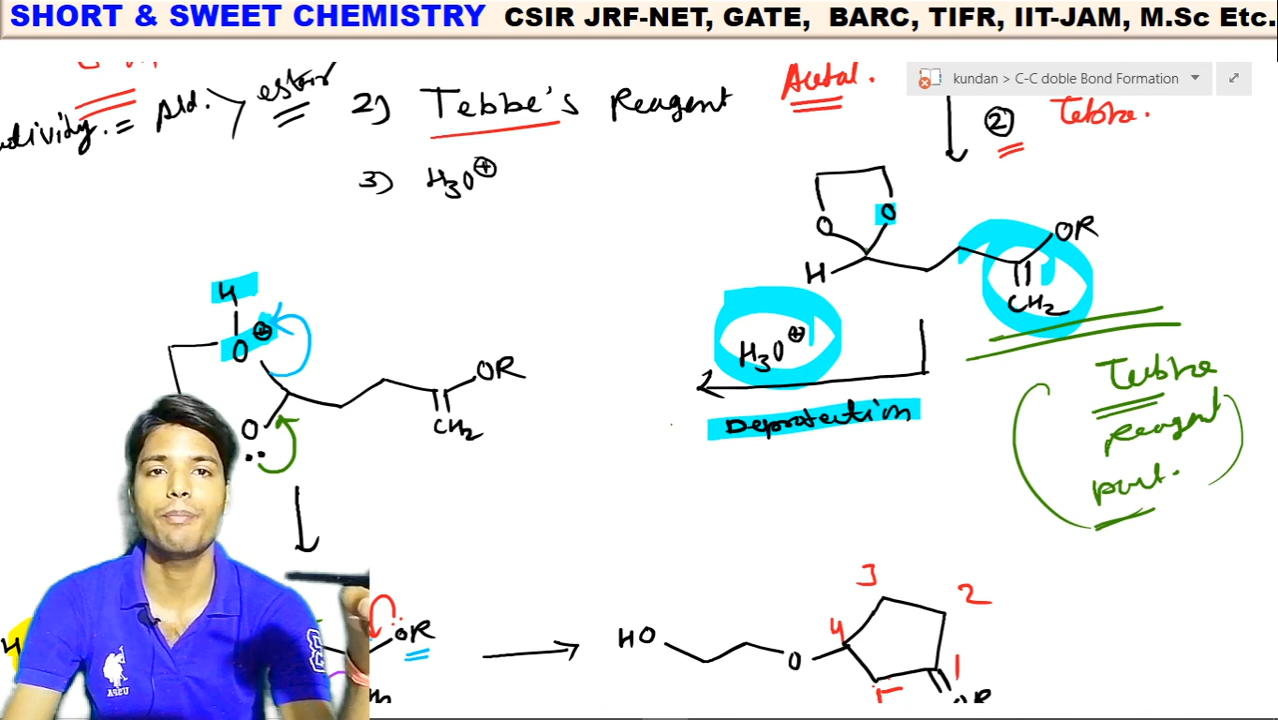 SHORT & SWEET CHEMISTRY CSIR JRF-NET, GATE, BARC, TIFR, IIT-JAM, M.Sc Etc.
kundan > C-C doble Bond Formation
= Ald. > ester
2) Tebbe's Reagent
Acetal.
② Tebbe.
3) H3O⊕
O
O
OR
H
CH2
H
O ⊕
O
OR
CH2
H3O⊕
Deprotection
Tebbe
Reagent
part.
3
2
4
1
5
OR
HO
O
OR
H